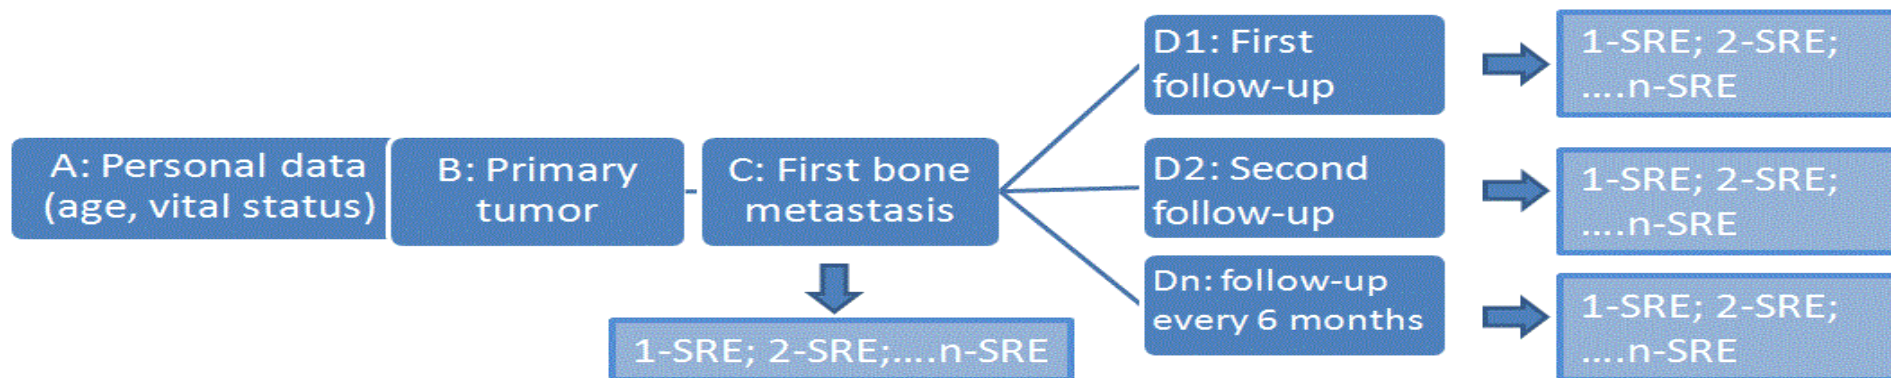 A: Personal data
(age, vital status)
B: Primary
tumor
C: First bone
metastasis
1-SRE; 2-SRE;....n-SRE
D1: First
follow-up
1-SRE; 2-SRE;
....n-SRE
D2: Second
follow-up
1-SRE; 2-SRE;
....n-SRE
Dn: follow-up
every 6 months
1-SRE; 2-SRE;
....n-SRE